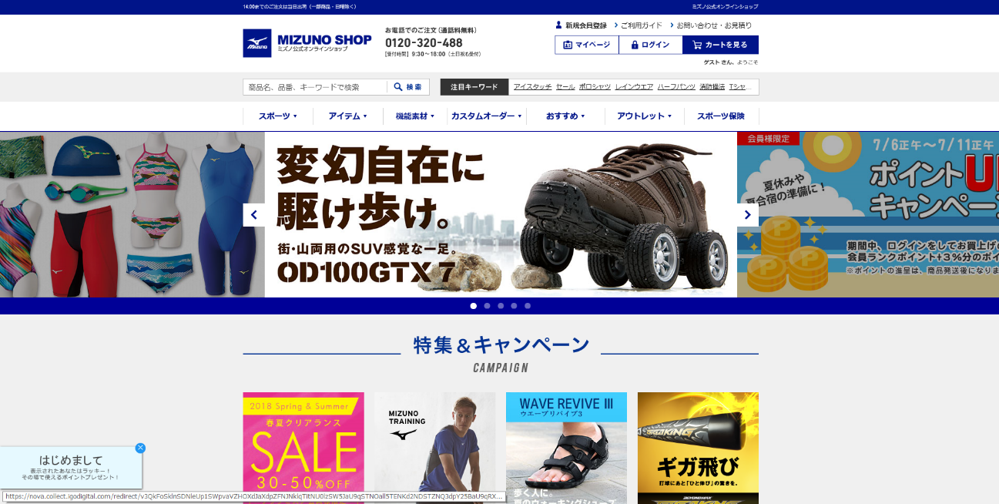 14:00までのご注文は当日出荷（一部商品・日曜除く）
ミズノ公式オンラインショップ
MIZUNO
MIZUNO SHOP
ミズノ公式オンラインショップ
お電話でのご注文（通話料無料）
0120-320-488
[受付時間] 9:30～18:00（土日祝も受付）
新規会員登録
ご利用ガイド
お問い合わせ・お見積り
マイページ
ログイン
カートを見る
ゲスト さん、ようこそ
商品名、品番、キーワードで検索
検索
注目キーワード
アイスタッチ セール ポロシャツ レインウエア ハーフパンツ 消防操法 Tシャ...
スポーツ
アイテム
機能素材
カスタムオーダー
おすすめ
アウトレット
スポーツ保険
変幻自在に
駆け歩け。
街・山両用のSUV感覚な一足。
OD100GTX 7
会員様限定
7/6正午～7/11正午
ポイントU
キャンペー
夏休みや
夏合宿の準備に！
期間中、ログインをしてお買上げの
会員ランクポイント+3%分のポイ
※ポイントの進呈は、商品発送後になりま
特集＆キャンペーン
CAMPAIGN
2018 Spring & Summer
春夏クリアランス
SALE
30-50%OFF
MIZUNO
TRAINING
WAVE REVIVE III
ウエーブリバイブ3
歩く人に。
夏のウォーキングシューズ
GIGAKING
ギガ飛び
打球にあと「ひと伸び」の驚きを。
BEYONDMAX
はじめまして
表示されたあなたはラッキー！
その場で使えるポイントプレゼント！